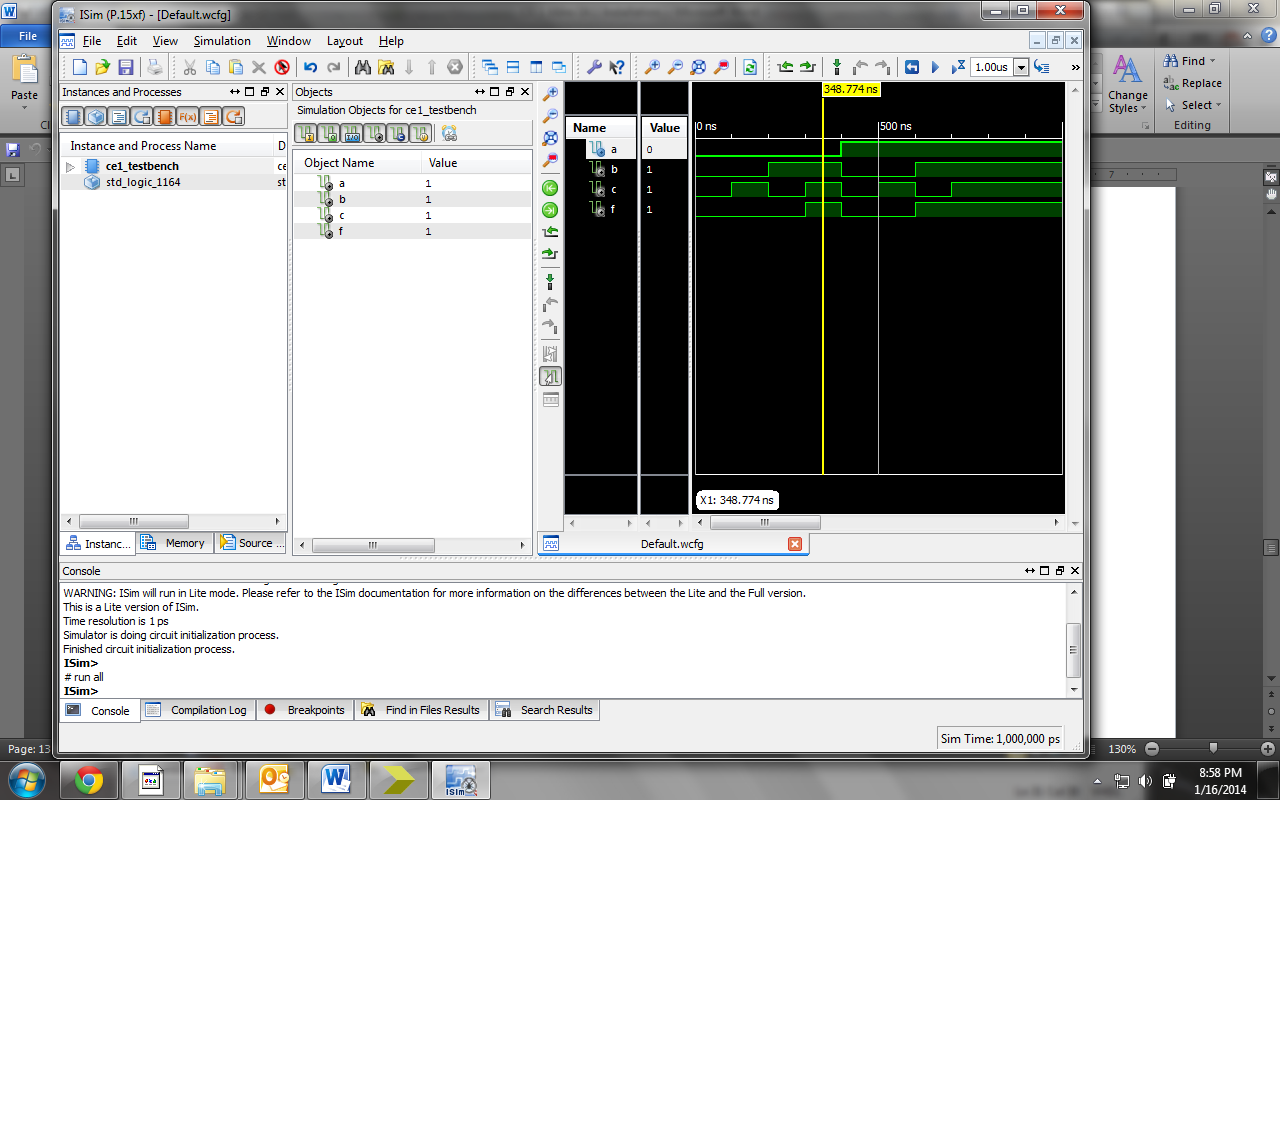 ISim (P.15xf) - [Default.wcfg]
File
File Edit View Simulation Window Layout Help
Paste
1.00us
»
Find
Replace
Select
Change
Styles
Editing
Instances and Processes
Objects
Simulation Objects for ce1_testbench
Instance and Process Name D
ce1_testbench ce
std_logic_1164 st
Object Name Value
a 1
b 1
c 1
f 1
348.774 ns
Name Value
0 ns 500 ns
a 0
b 1
c 1
f 1
X1: 348.774 ns
7
Instanc... Memory Source ...
Default.wcfg
Console
WARNING: ISim will run in Lite mode. Please refer to the ISim documentation for more information on the differences between the Lite and the Full version.
This is a Lite version of ISim.
Time resolution is 1 ps
Simulator is doing circuit initialization process.
Finished circuit initialization process.
ISim>
# run all
ISim>
Console Compilation Log Breakpoints Find in Files Results Search Results
Sim Time: 1,000,000 ps
Page: 13
130%
8:58 PM
1/16/2014